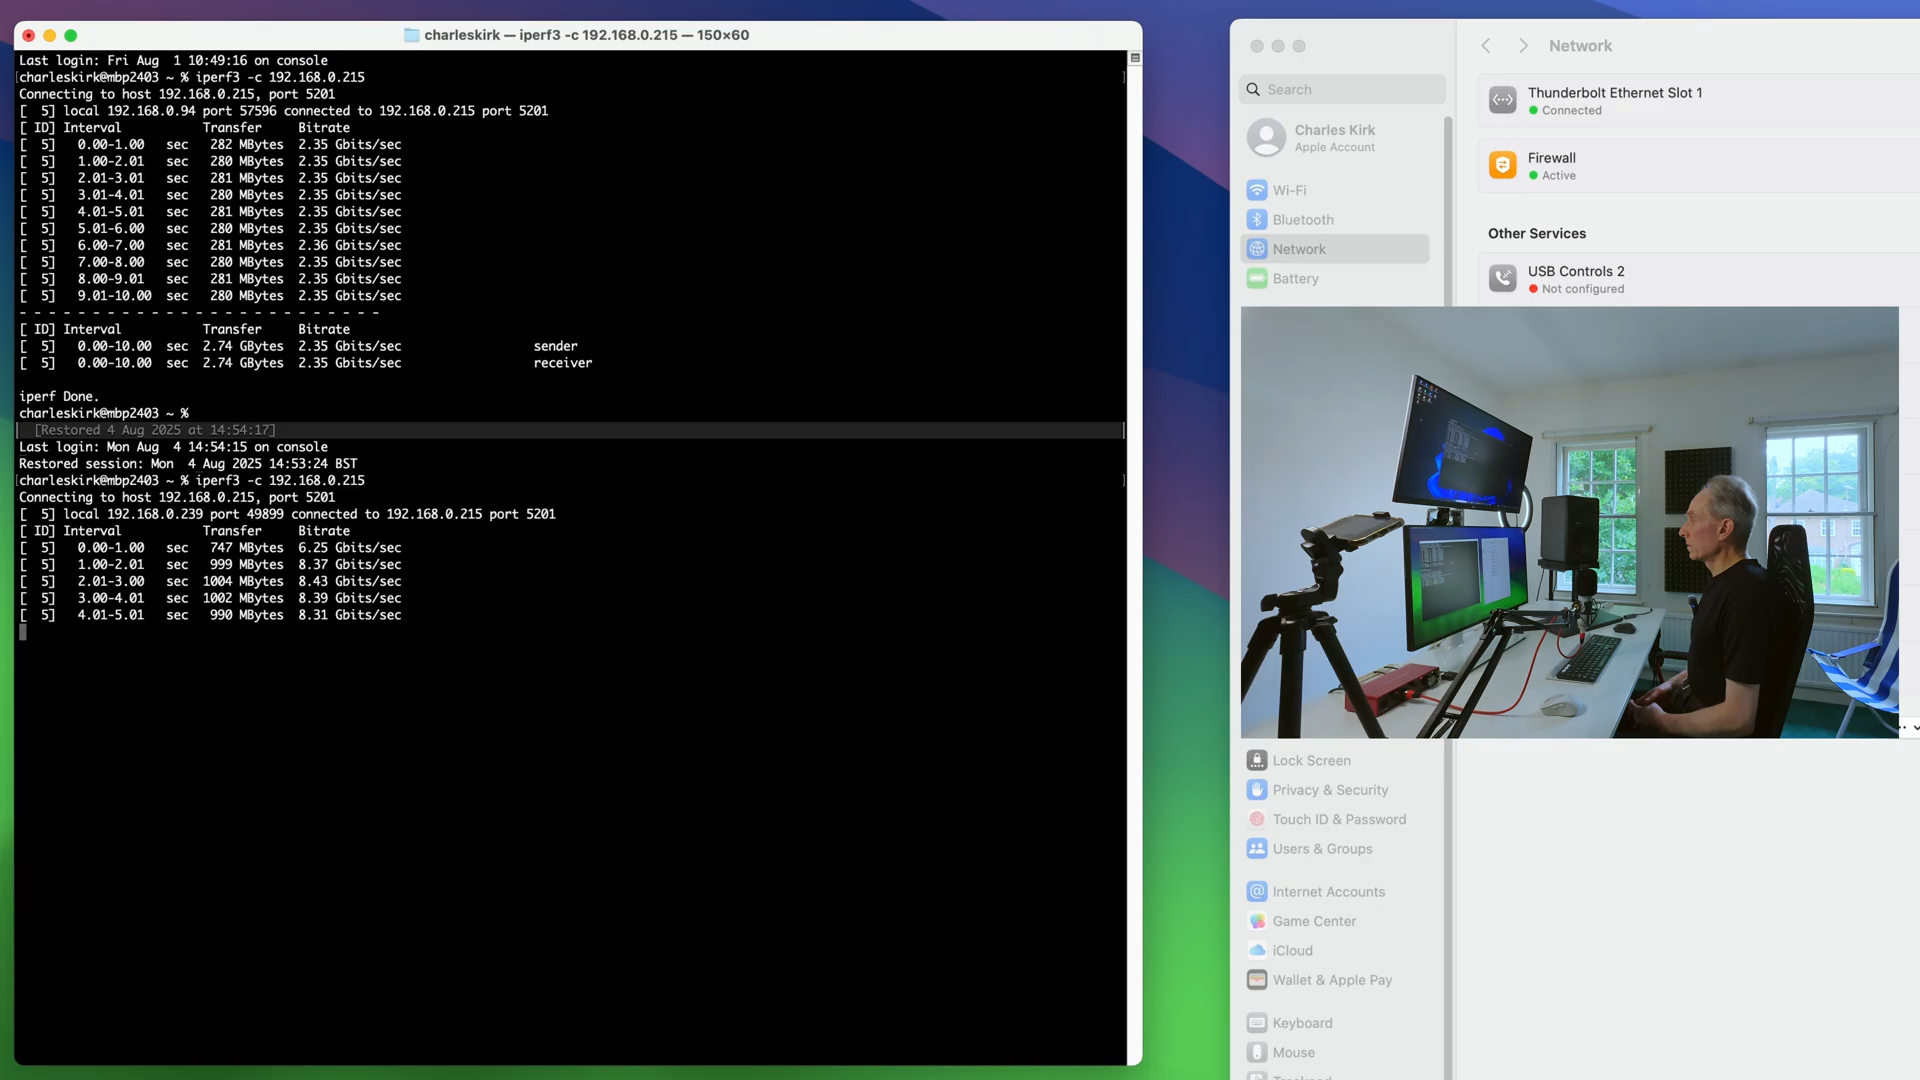 charleskirk — iperf3 -c 192.168.0.215 — 150×60
Last login: Fri Aug  1 10:49:16 on console
[charleskirk@mbp2403 ~ % iperf3 -c 192.168.0.215 ]
Connecting to host 192.168.0.215, port 5201
[  5] local 192.168.0.94 port 57596 connected to 192.168.0.215 port 5201
[ ID] Interval           Transfer     Bitrate
[  5]   0.00-1.00   sec   282 MBytes  2.35 Gbits/sec
[  5]   1.00-2.01   sec   280 MBytes  2.35 Gbits/sec
[  5]   2.01-3.01   sec   281 MBytes  2.35 Gbits/sec
[  5]   3.01-4.01   sec   280 MBytes  2.35 Gbits/sec
[  5]   4.01-5.01   sec   281 MBytes  2.35 Gbits/sec
[  5]   5.01-6.00   sec   280 MBytes  2.35 Gbits/sec
[  5]   6.00-7.00   sec   281 MBytes  2.36 Gbits/sec
[  5]   7.00-8.00   sec   280 MBytes  2.35 Gbits/sec
[  5]   8.00-9.01   sec   281 MBytes  2.35 Gbits/sec
[  5]   9.01-10.00  sec   280 MBytes  2.35 Gbits/sec
- - - - - - - - - - - - - - - - - - - - - - - - -
[ ID] Interval           Transfer     Bitrate
[  5]   0.00-10.00  sec  2.74 GBytes  2.35 Gbits/sec                  sender
[  5]   0.00-10.00  sec  2.74 GBytes  2.35 Gbits/sec                  receiver
iperf Done.
charleskirk@mbp2403 ~ %
[Restored 4 Aug 2025 at 14:54:17]
Last login: Mon Aug  4 14:54:15 on console
Restored session: Mon  4 Aug 2025 14:53:24 BST
[charleskirk@mbp2403 ~ % iperf3 -c 192.168.0.215 ]
Connecting to host 192.168.0.215, port 5201
[  5] local 192.168.0.239 port 49899 connected to 192.168.0.215 port 5201
[ ID] Interval           Transfer     Bitrate
[  5]   0.00-1.00   sec   747 MBytes  6.25 Gbits/sec
[  5]   1.00-2.01   sec   999 MBytes  8.37 Gbits/sec
[  5]   2.01-3.00   sec  1004 MBytes  8.43 Gbits/sec
[  5]   3.00-4.01   sec  1002 MBytes  8.39 Gbits/sec
[  5]   4.01-5.01   sec   990 MBytes  8.31 Gbits/sec
Search
Charles Kirk
Apple Account
Wi-Fi
Bluetooth
Network
Battery
Lock Screen
Privacy & Security
Touch ID & Password
Users & Groups
Internet Accounts
Game Center
iCloud
Wallet & Apple Pay
Keyboard
Mouse
Network
Thunderbolt Ethernet Slot 1
Connected
Firewall
Active
Other Services
USB Controls 2
Not configured